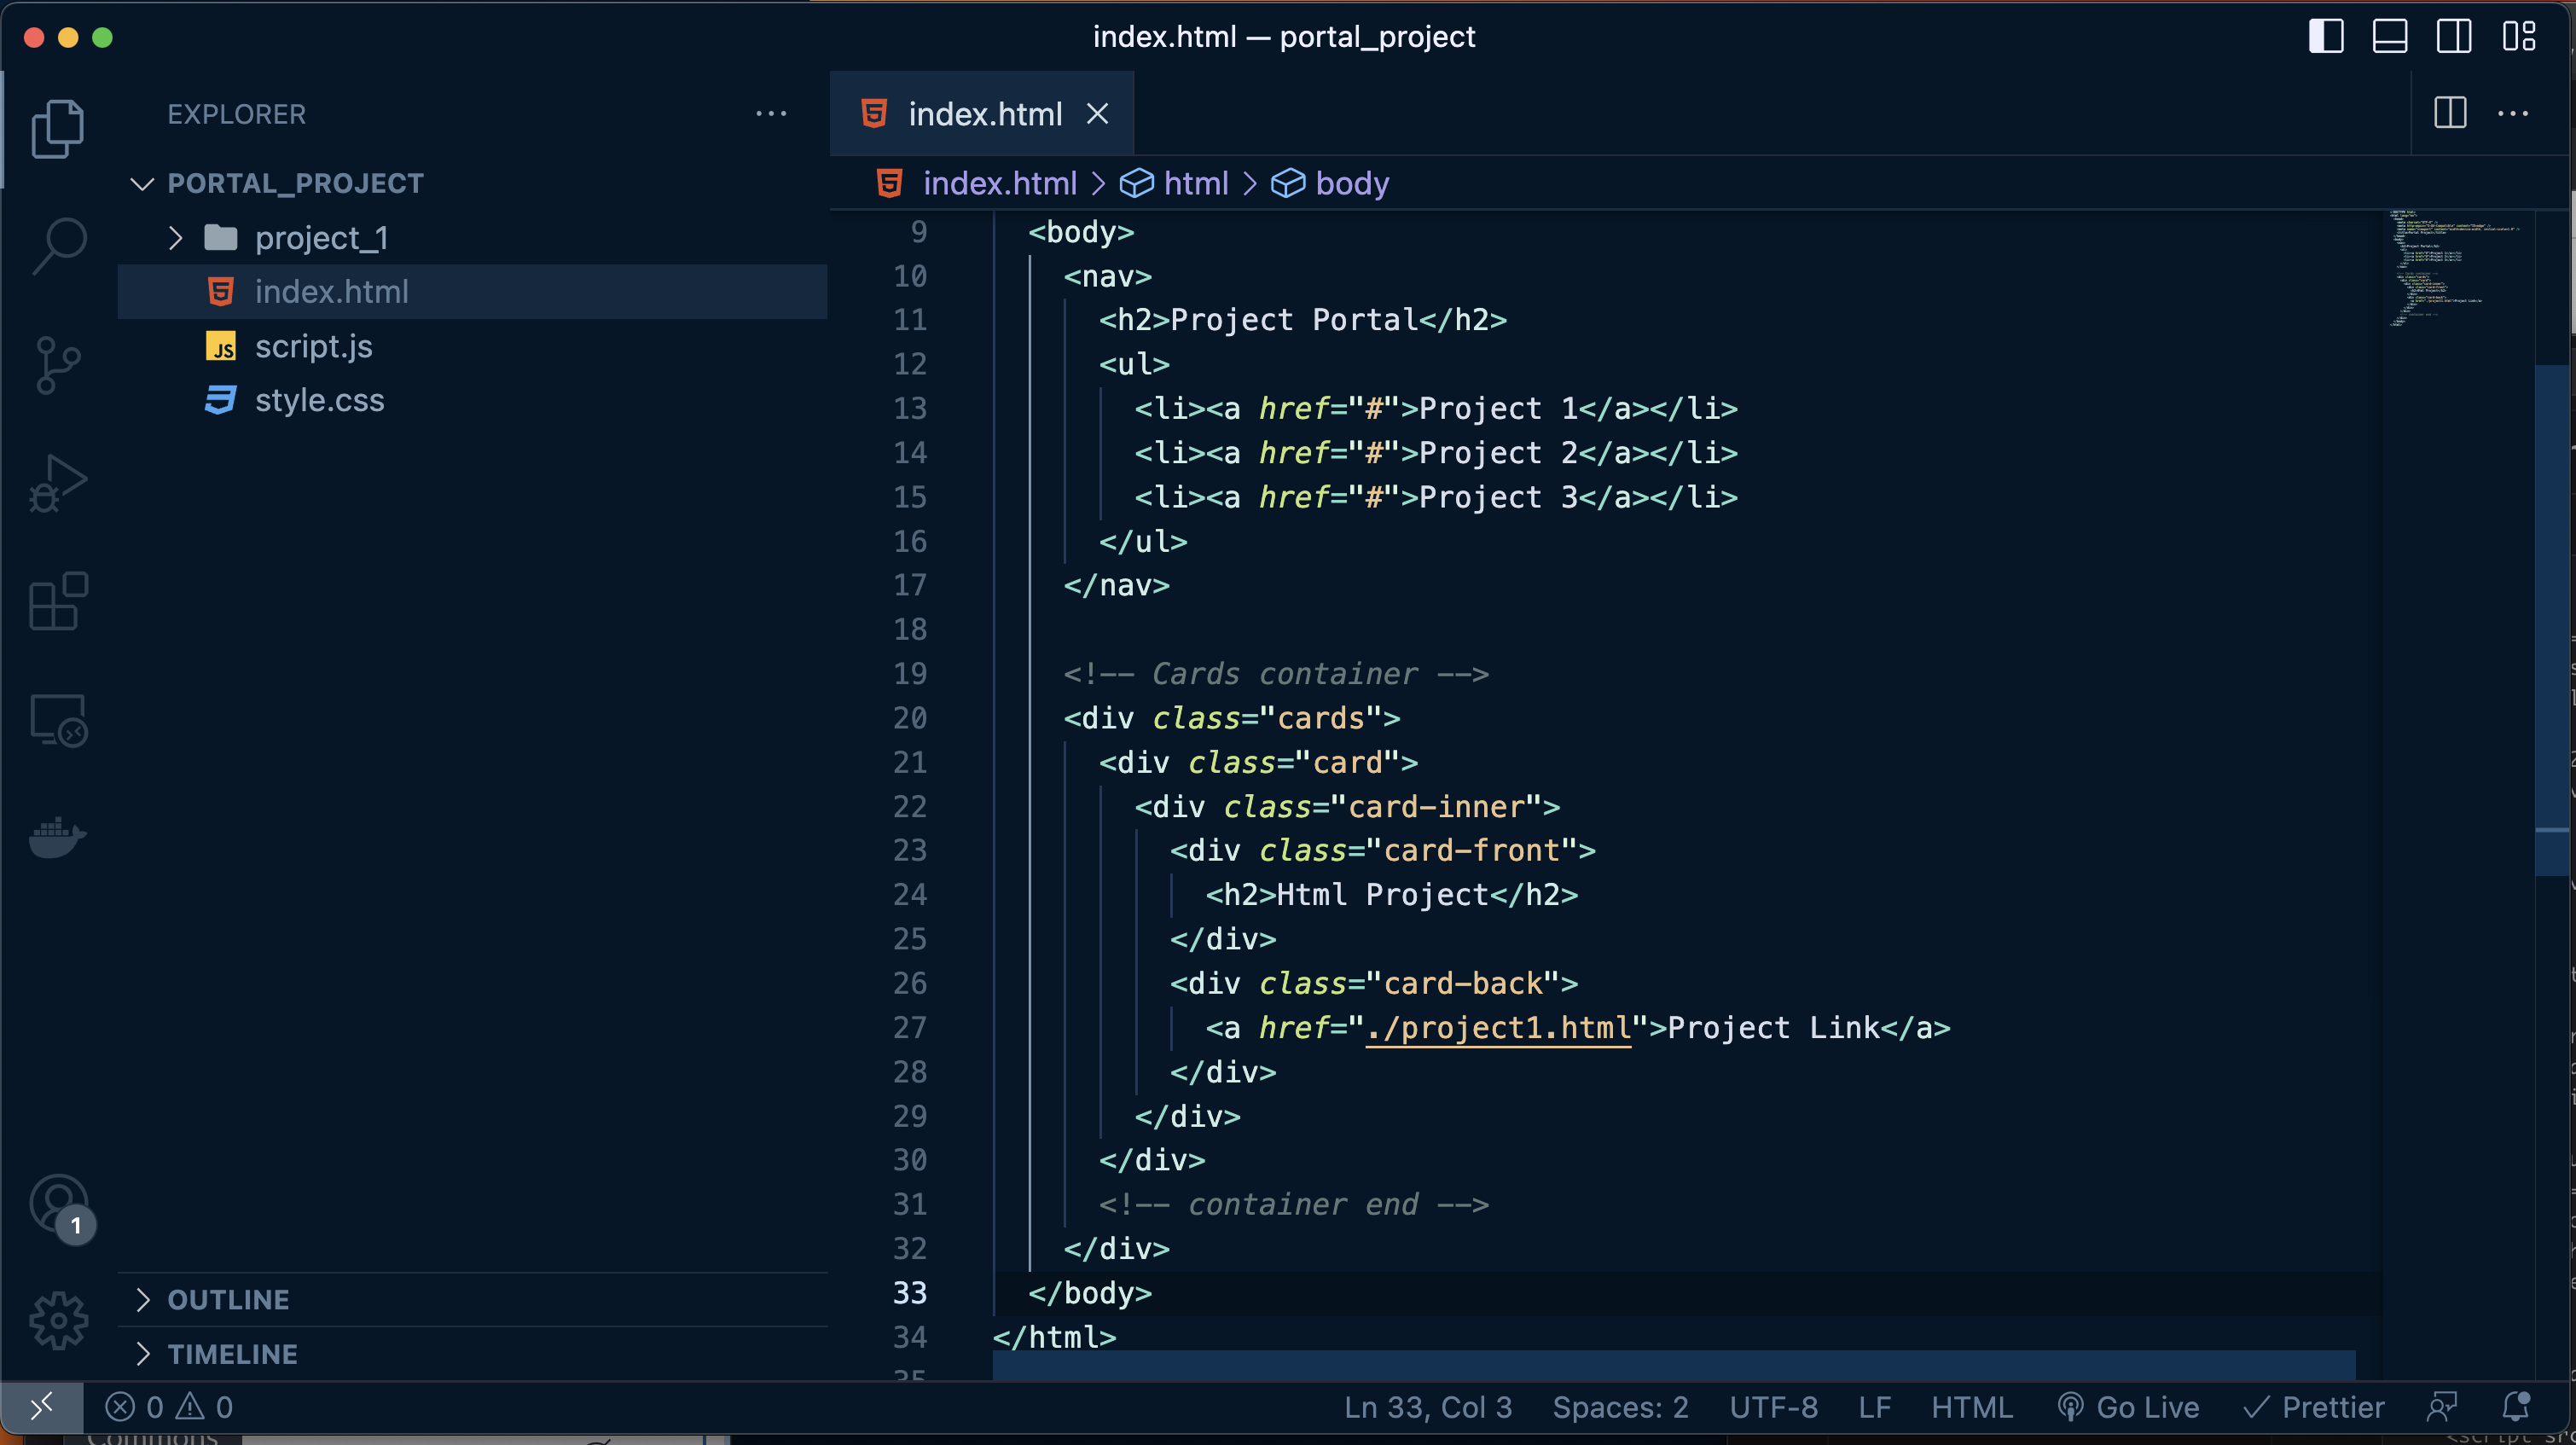 index.html — portal_project
EXPLORER
PORTAL_PROJECT
project_1
index.html
script.js
style.css
OUTLINE
TIMELINE
1
index.html
index.html > html > body
9 <body>
10 <nav>
11 <h2>Project Portal</h2>
12 <ul>
13 <li><a href="#">Project 1</a></li>
14 <li><a href="#">Project 2</a></li>
15 <li><a href="#">Project 3</a></li>
16 </ul>
17 </nav>
18
19 <!-- Cards container -->
20 <div class="cards">
21 <div class="card">
22 <div class="card-inner">
23 <div class="card-front">
24 <h2>Html Project</h2>
25 </div>
26 <div class="card-back">
27 <a href="./project1.html">Project Link</a>
28 </div>
29 </div>
30 </div>
31 <!-- container end -->
32 </div>
33 </body>
34 </html>
35
0 0 Ln 33, Col 3 Spaces: 2 UTF-8 LF HTML Go Live Prettier